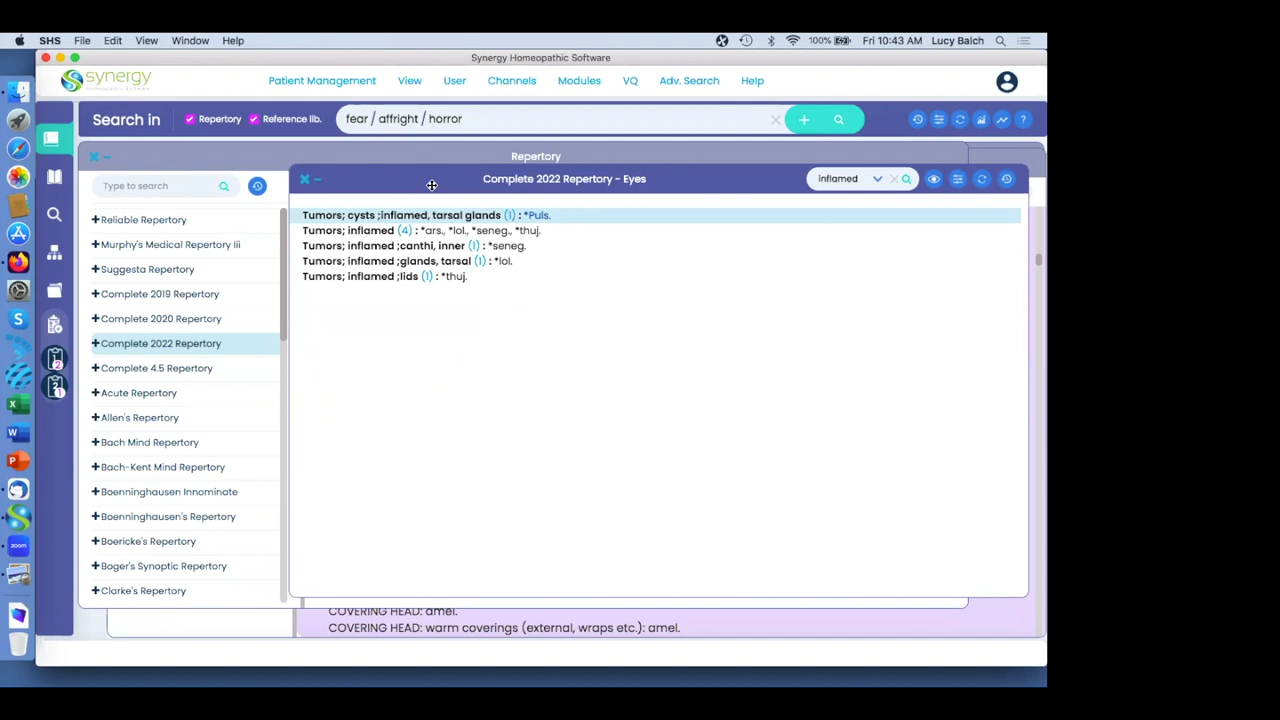 SHS File Edit View Window Help 100% Fri 10:43 AM Lucy Balch
Synergy Homeopathic Software
synergy
Patient Management View User Channels Modules VQ Adv. Search Help
Search in Repertory Reference lib. fear / affright / horror
Repertory
Type to search
Complete 2022 Repertory - Eyes inflamed
Reliable Repertory
Murphy's Medical Repertory Iii
Suggesta Repertory
Complete 2019 Repertory
Complete 2020 Repertory
Complete 2022 Repertory
Complete 4.5 Repertory
Acute Repertory
Allen's Repertory
Bach Mind Repertory
Bach-Kent Mind Repertory
Boenninghausen Innominate
Boenninghausen's Repertory
Boericke's Repertory
Boger's Synoptic Repertory
Clarke's Repertory
Tumors; cysts ;inflamed, tarsal glands (1) : *Puls.
Tumors; inflamed (4) : *ars., *lol., *seneg., *thuj.
Tumors; inflamed ;canthi, inner (1) : *seneg.
Tumors; inflamed ;glands, tarsal (1) : *lol.
Tumors; inflamed ;lids (1) : *thuj.
COVERING HEAD: amel.
COVERING HEAD: warm coverings (external, wraps etc.): amel.
zoom